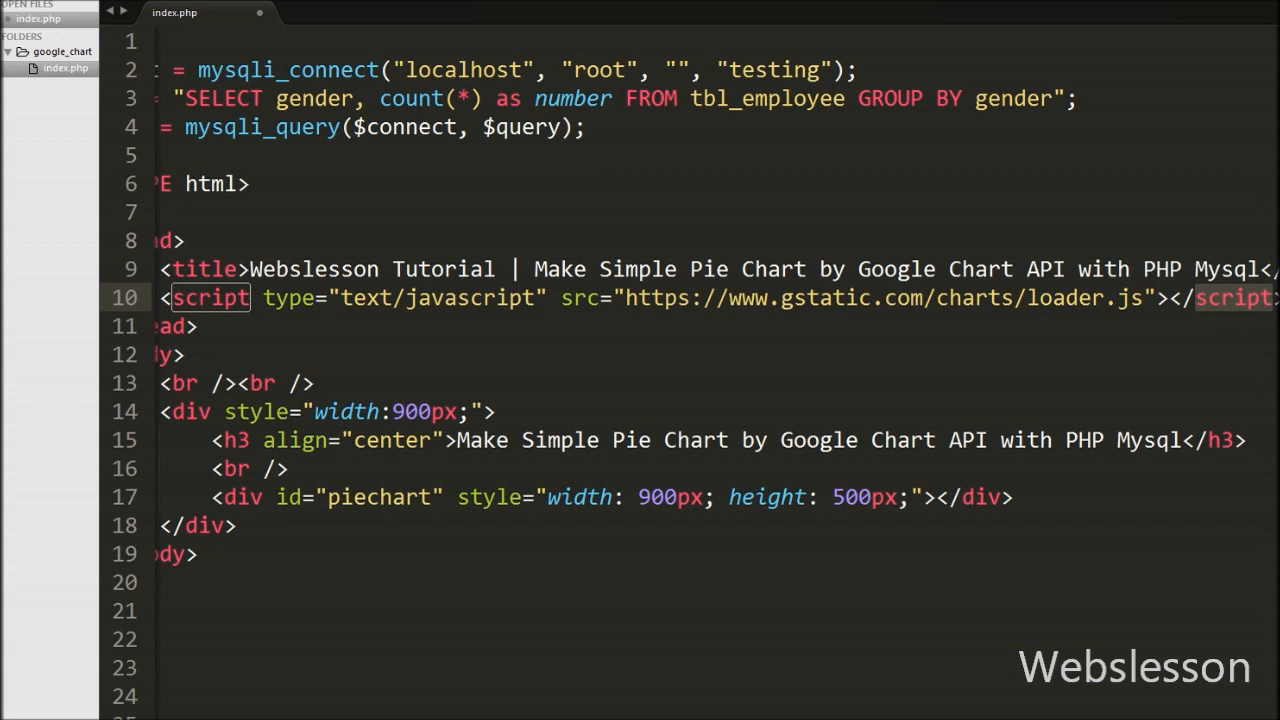 OPEN FILES
index.php
FOLDERS
google_chart
index.php
index.php
1
2 t = mysqli_connect("localhost", "root", "", "testing");
3 = "SELECT gender, count(*) as number FROM tbl_employee GROUP BY gender";
4 = mysqli_query($connect, $query);
5
6 PE html>
7
8 ad>
9 <title>Webslesson Tutorial | Make Simple Pie Chart by Google Chart API with PHP Mysql</
10 <script type="text/javascript" src="https://www.gstatic.com/charts/loader.js"></script>
11 ead>
12 dy>
13 <br /><br />
14 <div style="width:900px;">
15 <h3 align="center">Make Simple Pie Chart by Google Chart API with PHP Mysql</h3>
16 <br />
17 <div id="piechart" style="width: 900px; height: 500px;"></div>
18 </div>
19 ody>
20
21
22
23
24
Webslesson